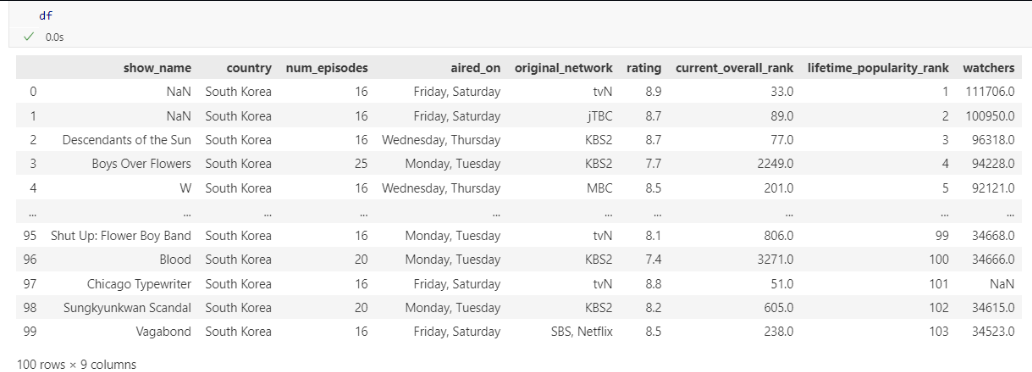 df
0.0s
show_name country num_episodes aired_on original_network rating current_overall_rank lifetime_popularity_rank watchers
0 NaN South Korea 16 Friday, Saturday tvN 8.9 33.0 1 111706.0
1 NaN South Korea 16 Friday, Saturday jTBC 8.7 89.0 2 100950.0
2 Descendants of the Sun South Korea 16 Wednesday, Thursday KBS2 8.7 77.0 3 96318.0
3 Boys Over Flowers South Korea 25 Monday, Tuesday KBS2 7.7 2249.0 4 94228.0
4 W South Korea 16 Wednesday, Thursday MBC 8.5 201.0 5 92121.0
... ... ... ... ... ... ... ... ... ...
95 Shut Up: Flower Boy Band South Korea 16 Monday, Tuesday tvN 8.1 806.0 99 34668.0
96 Blood South Korea 20 Monday, Tuesday KBS2 7.4 3271.0 100 34666.0
97 Chicago Typewriter South Korea 16 Friday, Saturday tvN 8.8 51.0 101 NaN
98 Sungkyunkwan Scandal South Korea 20 Monday, Tuesday KBS2 8.2 605.0 102 34615.0
99 Vagabond South Korea 16 Friday, Saturday SBS, Netflix 8.5 238.0 103 34523.0
100 rows × 9 columns